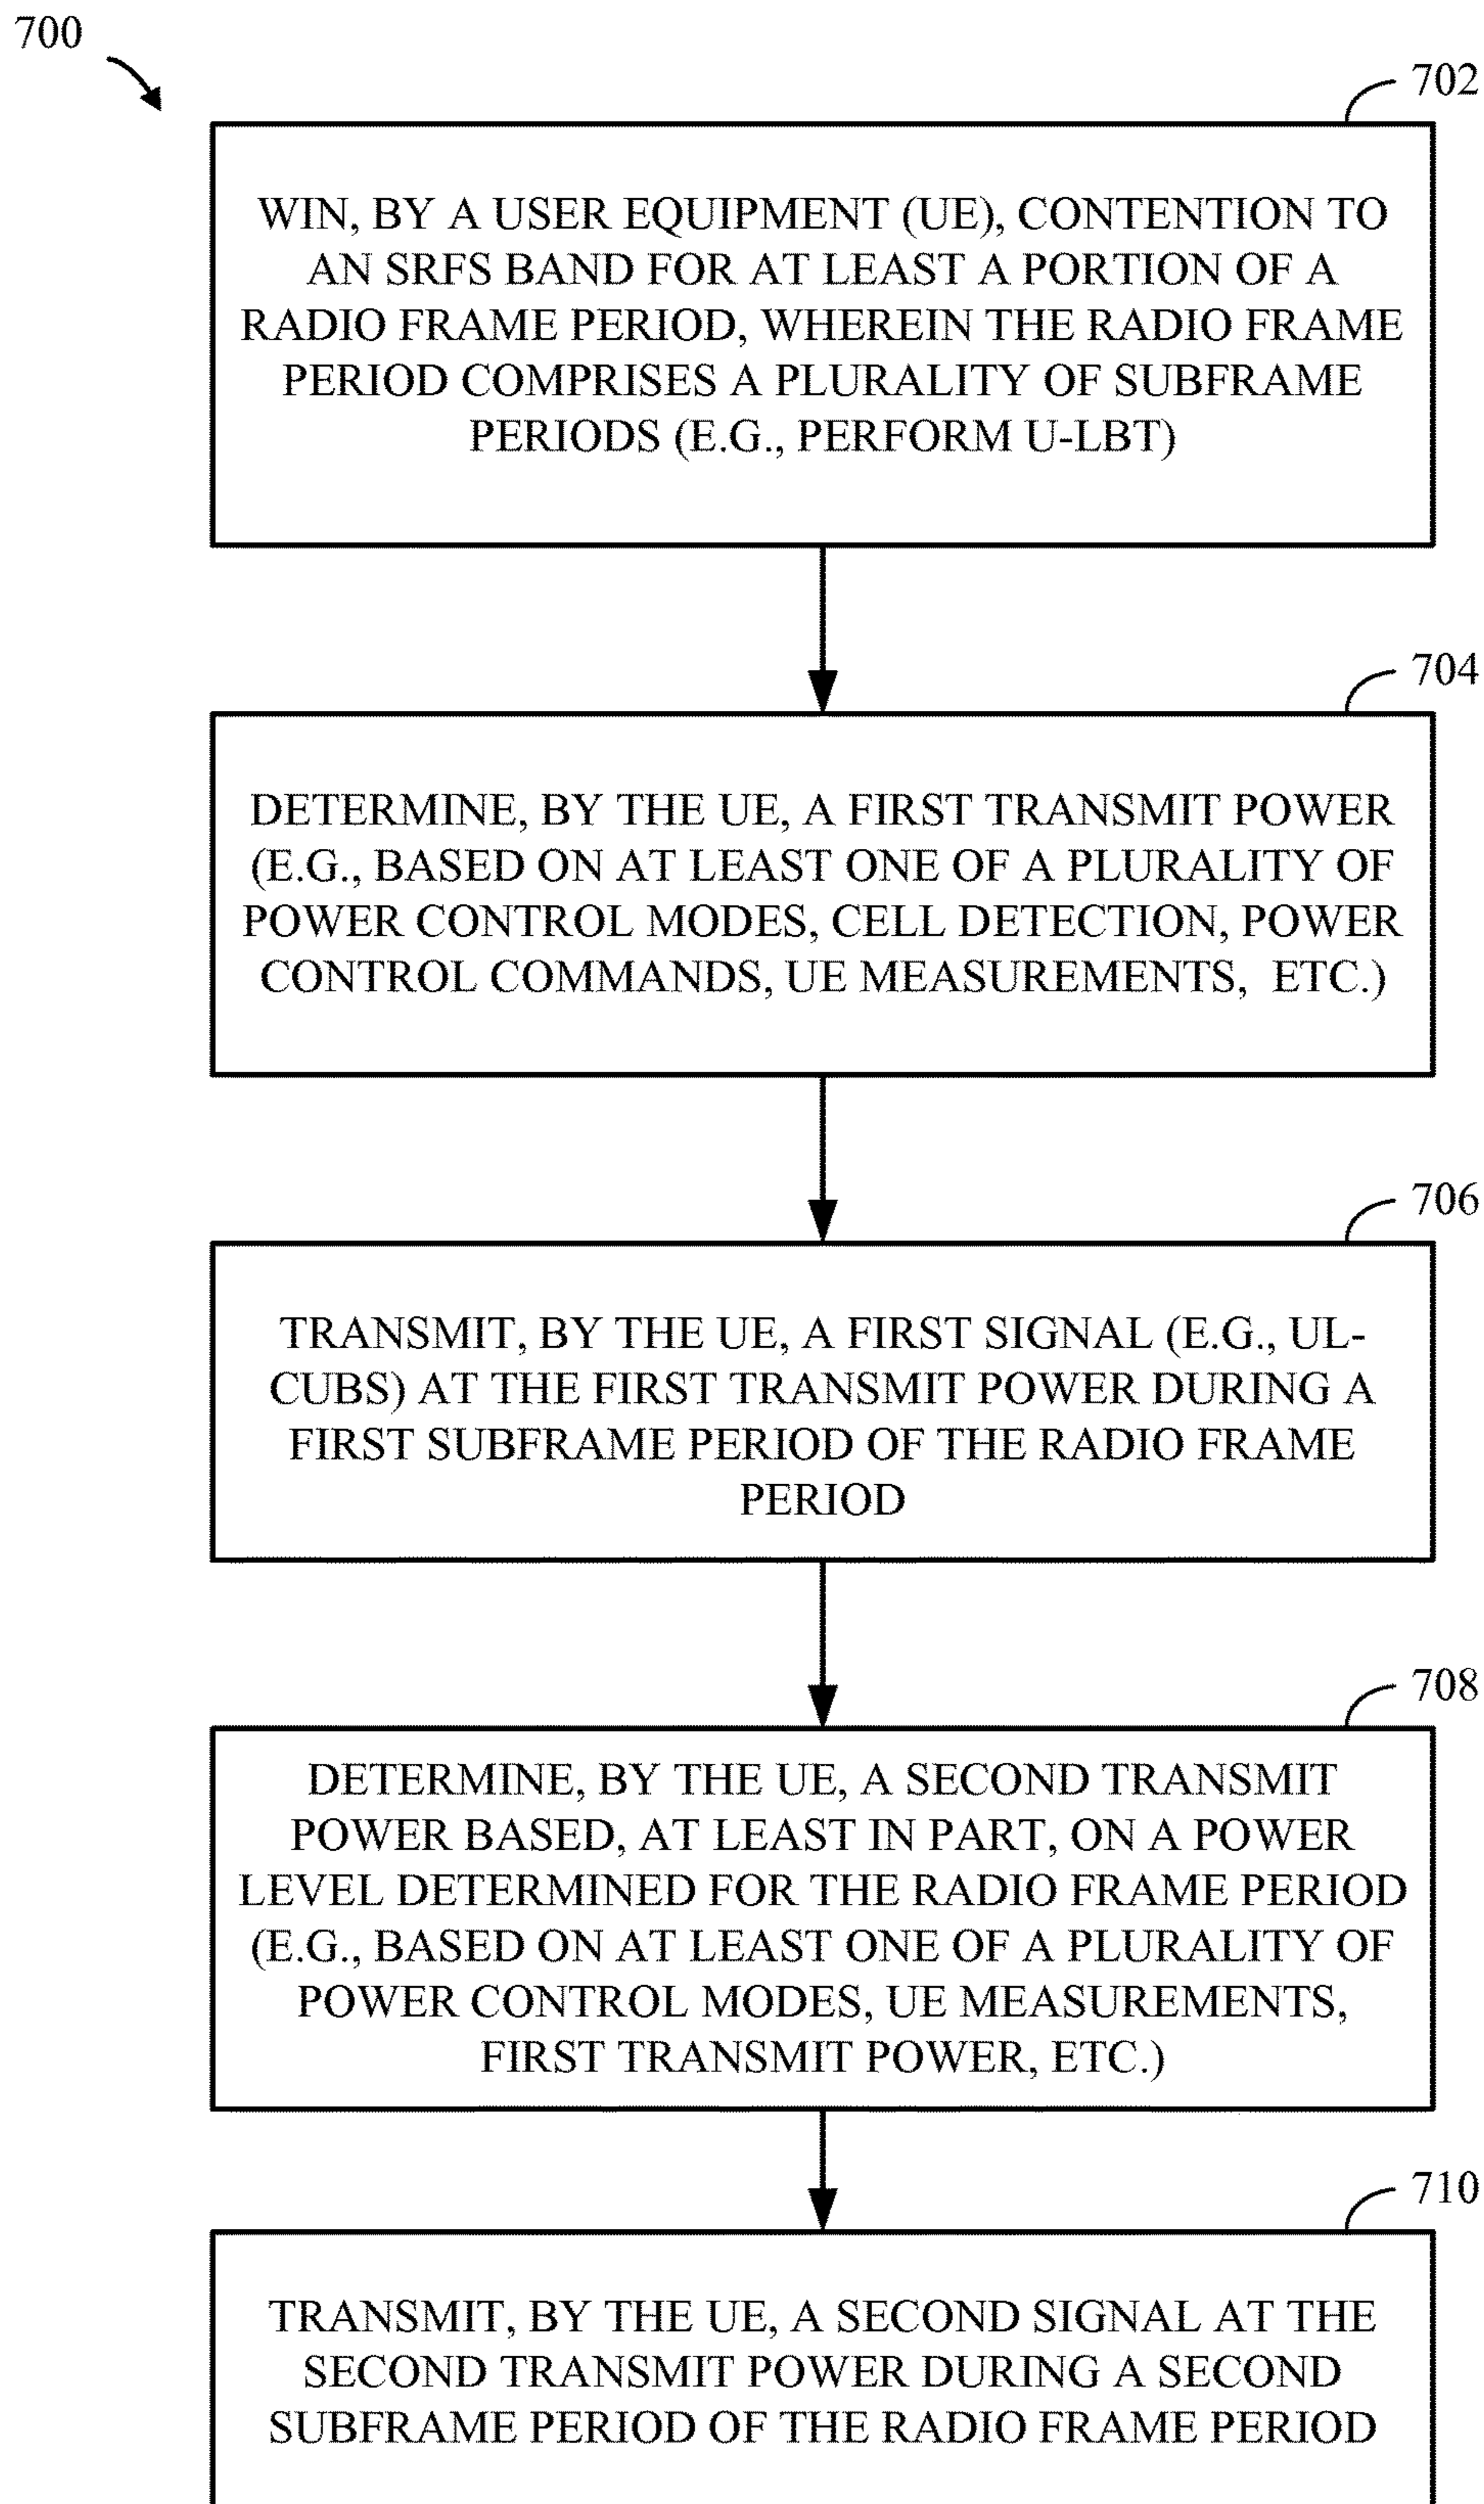 700
702
WIN, BY A USER EQUIPMENT (UE), CONTENTION TO
AN SRFS BAND FOR AT LEAST A PORTION OF A
RADIO FRAME PERIOD, WHEREIN THE RADIO FRAME
PERIOD COMPRISES A PLURALITY OF SUBFRAME
PERIODS (E.G., PERFORM U-LBT)
704
DETERMINE, BY THE UE, A FIRST TRANSMIT POWER
(E.G., BASED ON AT LEAST ONE OF A PLURALITY OF
POWER CONTROL MODES, CELL DETECTION, POWER
CONTROL COMMANDS, UE MEASUREMENTS, ETC.)
706
TRANSMIT, BY THE UE, A FIRST SIGNAL (E.G., UL-
CUBS) AT THE FIRST TRANSMIT POWER DURING A
FIRST SUBFRAME PERIOD OF THE RADIO FRAME
PERIOD
708
DETERMINE, BY THE UE, A SECOND TRANSMIT
POWER BASED, AT LEAST IN PART, ON A POWER
LEVEL DETERMINED FOR THE RADIO FRAME PERIOD
(E.G., BASED ON AT LEAST ONE OF A PLURALITY OF
POWER CONTROL MODES, UE MEASUREMENTS,
FIRST TRANSMIT POWER, ETC.)
710
TRANSMIT, BY THE UE, A SECOND SIGNAL AT THE
SECOND TRANSMIT POWER DURING A SECOND
SUBFRAME PERIOD OF THE RADIO FRAME PERIOD